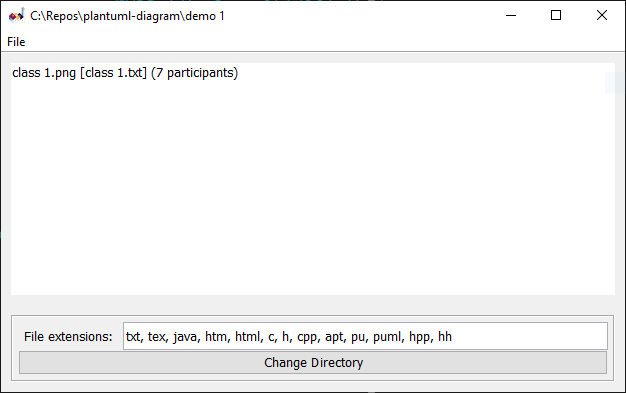 C:\Repos\plantuml-diagram\demo 1
File
class 1.png [class 1.txt] (7 participants)
File extensions: txt, tex, java, htm, html, c, h, cpp, apt, pu, puml, hpp, hh
Change Directory